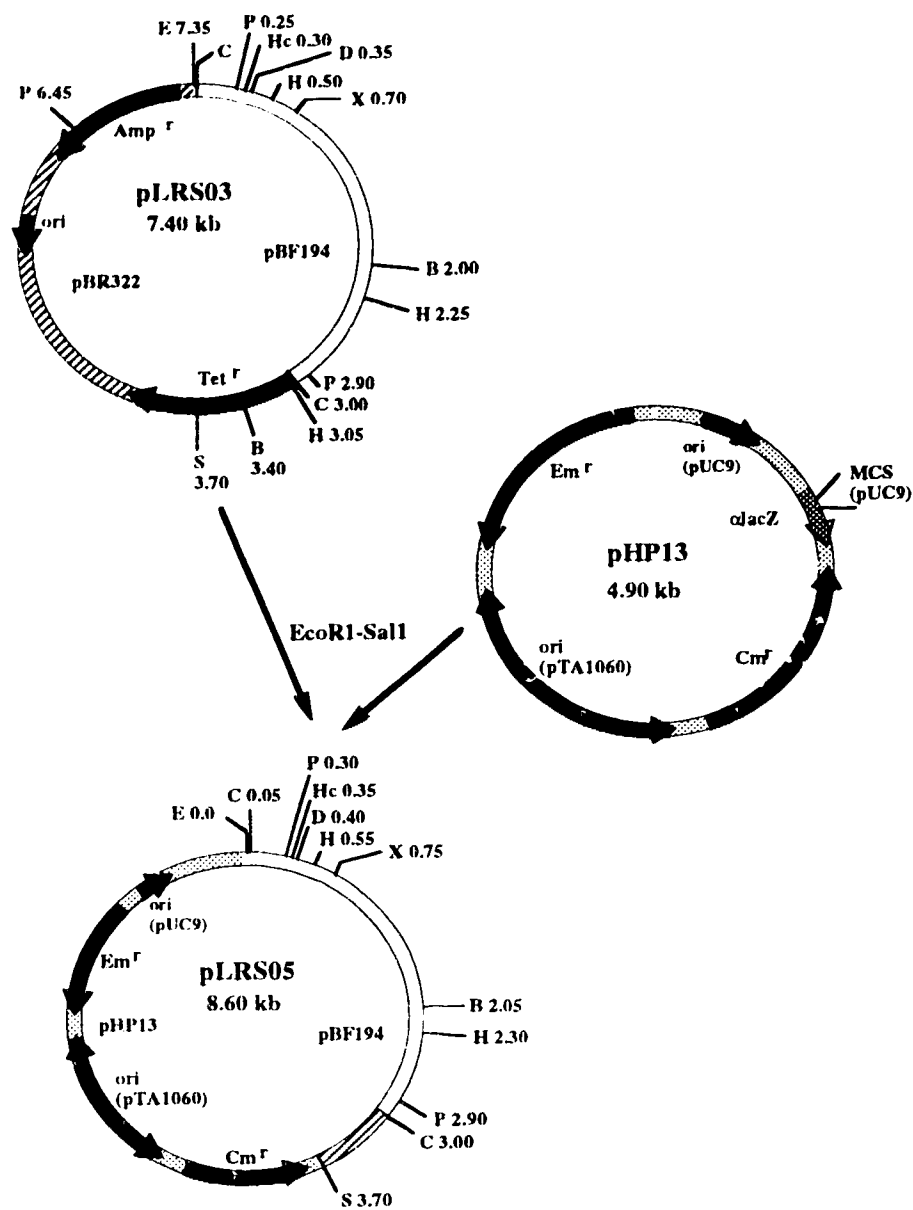 E 7.35
C
P 0.25
Hc 0.30
D 0.35
H 0.50
X 0.70
P 6.45
Amp r
pLRS03
7.40 kb
ori
pBF194
pBR322
B 2.00
H 2.25
Tet r
P 2.90
C 3.00
H 3.05
B
3.40
S
3.70
ori
(pUC9)
Em r
MCS
(pUC9)
αlacZ
pHP13
4.90 kb
EcoR1-Sal1
ori
(pTA1060)
Cm r
P 0.30
Hc 0.35
D 0.40
H 0.55
C 0.05
E 0.0
X 0.75
ori
(pUC9)
Em r
pLRS05
8.60 kb
B 2.05
pHP13
pBF194
H 2.30
ori
(pTA1060)
P 2.90
C 3.00
Cm r
S 3.70